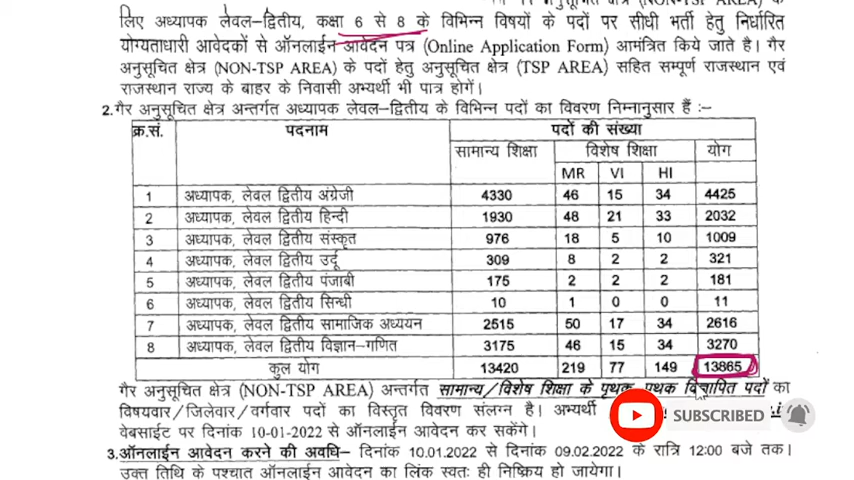 11 अनुसूचित क्षेत्र (NON-TSP AREA) के
लिए अध्यापक लेवल–द्वितीय, कक्षा 6 से 8 के विभिन्न विषयों के पदों पर सीधी भर्ती हेतु निर्धारित
योग्यताधारी आवेदकों से ऑनलाईन आवेदन पत्र (Online Application Form) आमंत्रित किये जाते है। गैर
अनुसूचित क्षेत्र (NON-TSP AREA) के पदों हेतु अनुसूचित क्षेत्र (TSP AREA) सहित सम्पूर्ण राजस्थान एवं
राजस्थान राज्य के बाहर के निवासी अभ्यर्थी भी पात्र होगें।
2. गैर अनुसूचित क्षेत्र अन्तर्गत अध्यापक लेवल–द्वितीय के विभिन्न पदों का विवरण निम्नानुसार हैं :–
क्र.सं. पदनाम पदों की संख्या
सामान्य शिक्षा विशेष शिक्षा योग
MR VI HI
1 अध्यापक, लेवल द्वितीय अंग्रेजी 4330 46 15 34 4425
2 अध्यापक, लेवल द्वितीय हिन्दी 1930 48 21 33 2032
3 अध्यापक, लेवल द्वितीय संस्कृत 976 18 5 10 1009
4 अध्यापक, लेवल द्वितीय उर्दू 309 8 2 2 321
5 अध्यापक, लेवल द्वितीय पंजाबी 175 2 2 2 181
6 अध्यापक, लेवल द्वितीय सिन्धी 10 1 0 0 11
7 अध्यापक, लेवल द्वितीय सामाजिक अध्ययन 2515 50 17 34 2616
8 अध्यापक, लेवल द्वितीय विज्ञान–गणित 3175 46 15 34 3270
कुल योग 13420 219 77 149 13865
गैर अनुसूचित क्षेत्र (NON-TSP AREA) अन्तर्गत सामान्य/विशेष शिक्षा के पृथक पृथक विज्ञापित पदों का
विषयवार/जिलेवार/वर्गवार पदों का विस्तृत विवरण संलग्न है। अभ्यर्थी
SUBSCRIBED
वेबसाईट पर दिनांक 10-01-2022 से ऑनलाईन आवेदन कर सकेंगे।
3. ऑनलाईन आवेदन करने की अवधि– दिनांक 10.01.2022 से दिनांक 09.02.2022 के रात्रि 12:00 बजे तक।
उक्त तिथि के पश्चात ऑनलाईन आवेदन का लिंक स्वतः ही निष्क्रिय हो जायेगा।